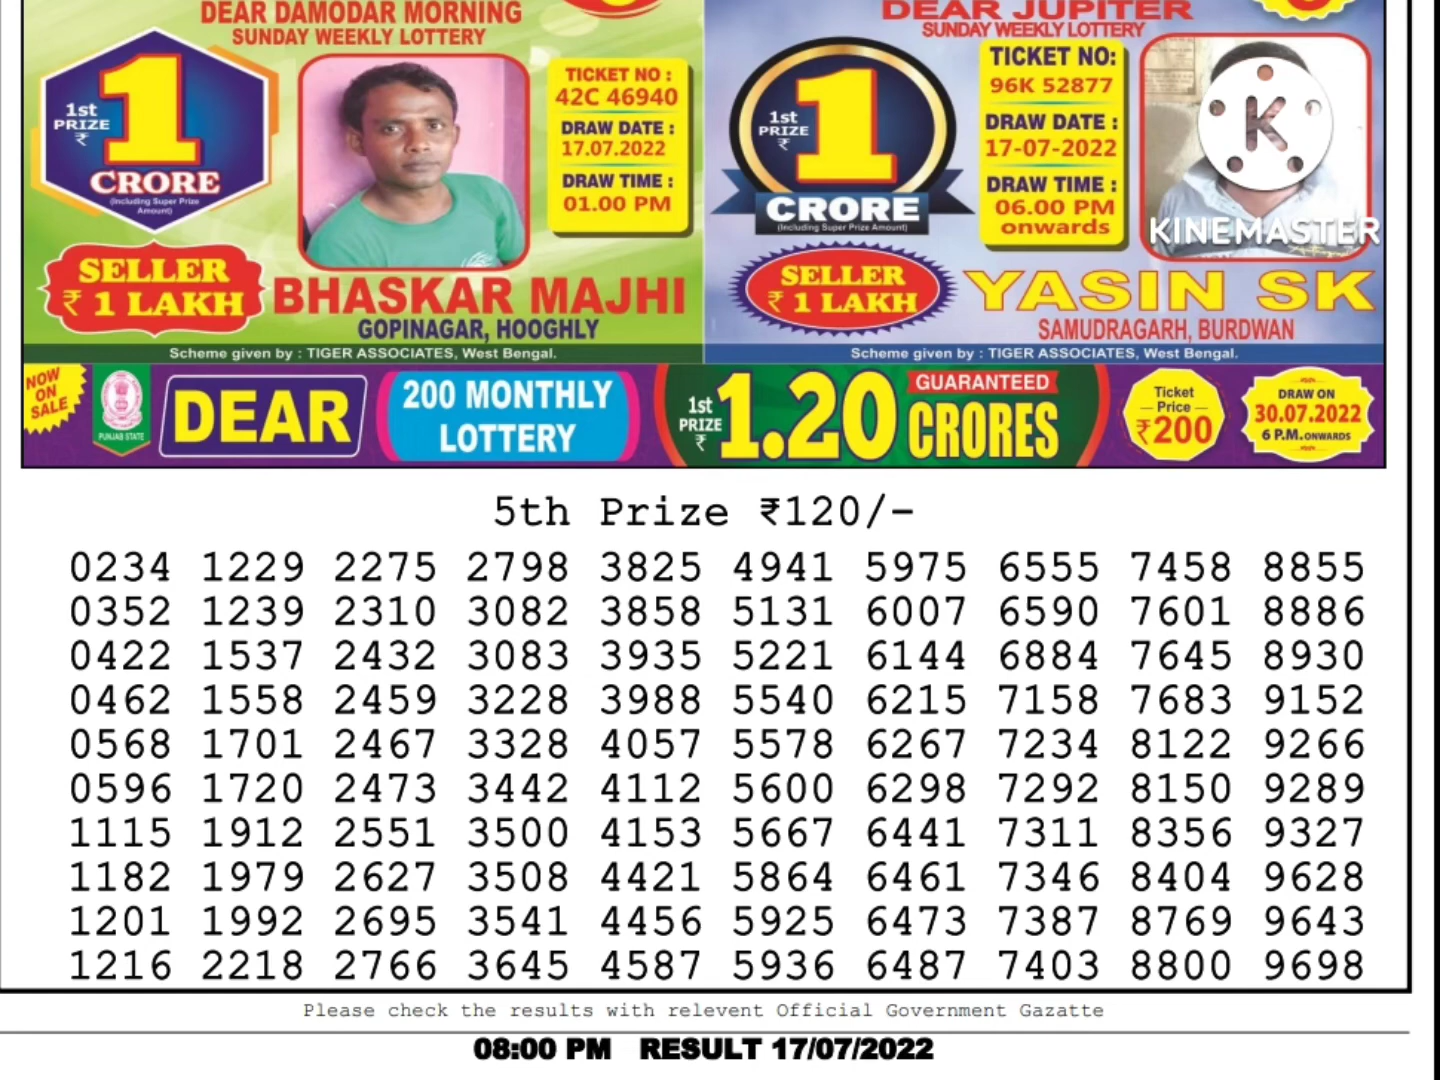 DEAR DAMODAR MORNING
SUNDAY WEEKLY LOTTERY
1st PRIZE ₹ 1 CRORE
(Including Super Prize Amount)
TICKET NO :
42C 46940
DRAW DATE :
17.07.2022
DRAW TIME :
01.00 PM
SELLER
₹ 1 LAKH
BHASKAR MAJHI
GOPINAGAR, HOOGHLY
Scheme given by : TIGER ASSOCIATES, West Bengal.
DEAR JUPITER
SUNDAY WEEKLY LOTTERY
1st PRIZE ₹ 1 CRORE
(Including Super Prize Amount)
TICKET NO:
96K 52877
DRAW DATE :
17-07-2022
DRAW TIME :
06.00 PM
onwards
K
KINEMASTER
SELLER
₹ 1 LAKH
YASIN SK
SAMUDRAGARH, BURDWAN
Scheme given by : TIGER ASSOCIATES, West Bengal.
NOW
ON
SALE
PUNJAB STATE
DEAR
200 MONTHLY
LOTTERY
1st PRIZE ₹ 1.20 CRORES
GUARANTEED
Ticket
Price
₹200
DRAW ON
30.07.2022
6 P.M. ONWARDS
5th Prize ₹120/-
0234 1229 2275 2798 3825 4941 5975 6555 7458 8855
0352 1239 2310 3082 3858 5131 6007 6590 7601 8886
0422 1537 2432 3083 3935 5221 6144 6884 7645 8930
0462 1558 2459 3228 3988 5540 6215 7158 7683 9152
0568 1701 2467 3328 4057 5578 6267 7234 8122 9266
0596 1720 2473 3442 4112 5600 6298 7292 8150 9289
1115 1912 2551 3500 4153 5667 6441 7311 8356 9327
1182 1979 2627 3508 4421 5864 6461 7346 8404 9628
1201 1992 2695 3541 4456 5925 6473 7387 8769 9643
1216 2218 2766 3645 4587 5936 6487 7403 8800 9698
Please check the results with relevent Official Government Gazatte
08:00 PM RESULT 17/07/2022